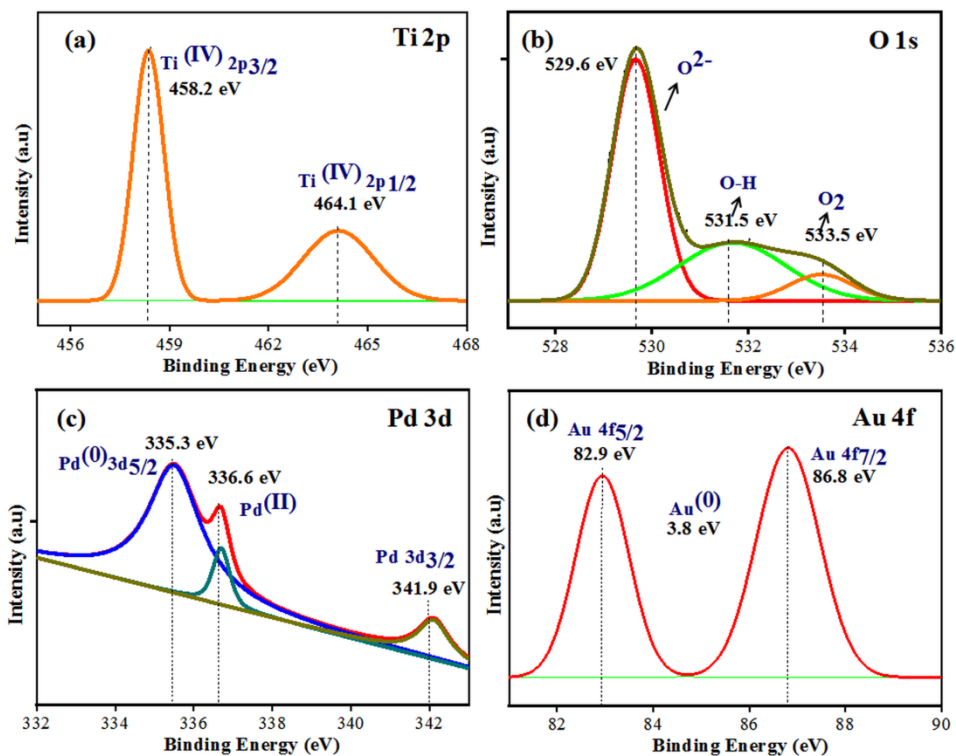 (a)
Ti 2p
Ti (IV) 2p3/2
458.2 eV
Ti (IV) 2p1/2
464.1 eV
Intensity (a.u)
456 459 462 465 468
Binding Energy (eV)
(b)
O 1s
529.6 eV
O2-
O-H
531.5 eV
O2
533.5 eV
Intensity (a.u)
528 530 532 534 536
Binding Energy (eV)
(c)
Pd 3d
335.3 eV
Pd(0)3d5/2
336.6 eV
Pd(II)
Pd 3d3/2
341.9 eV
Intensity (a.u)
332 334 336 338 340 342
Binding Energy (eV)
(d)
Au 4f
Au 4f5/2
82.9 eV
Au 4f7/2
86.8 eV
Au(0)
3.8 eV
Intensity (a.u)
82 84 86 88 90
Binding Energy (eV)